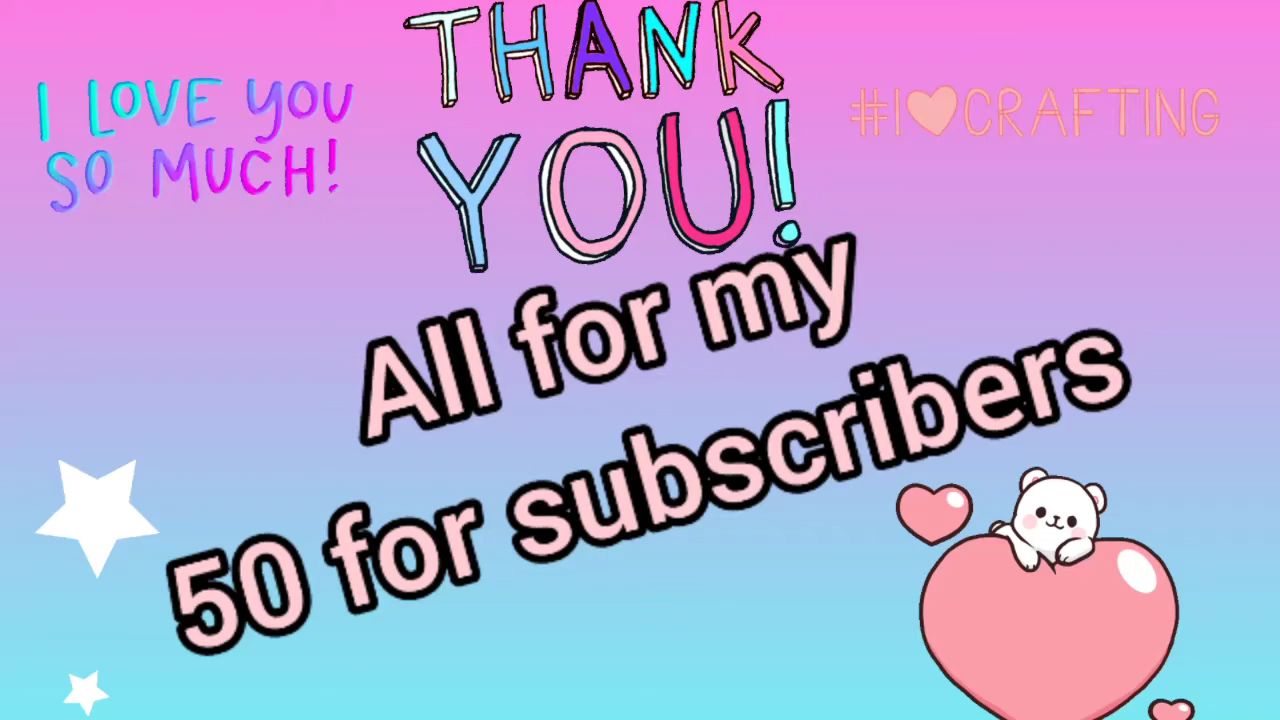 THANK
YOU!
I LOVE YOU
SO MUCH!
#I❤CRAFTING
All for my
50 for subscribers